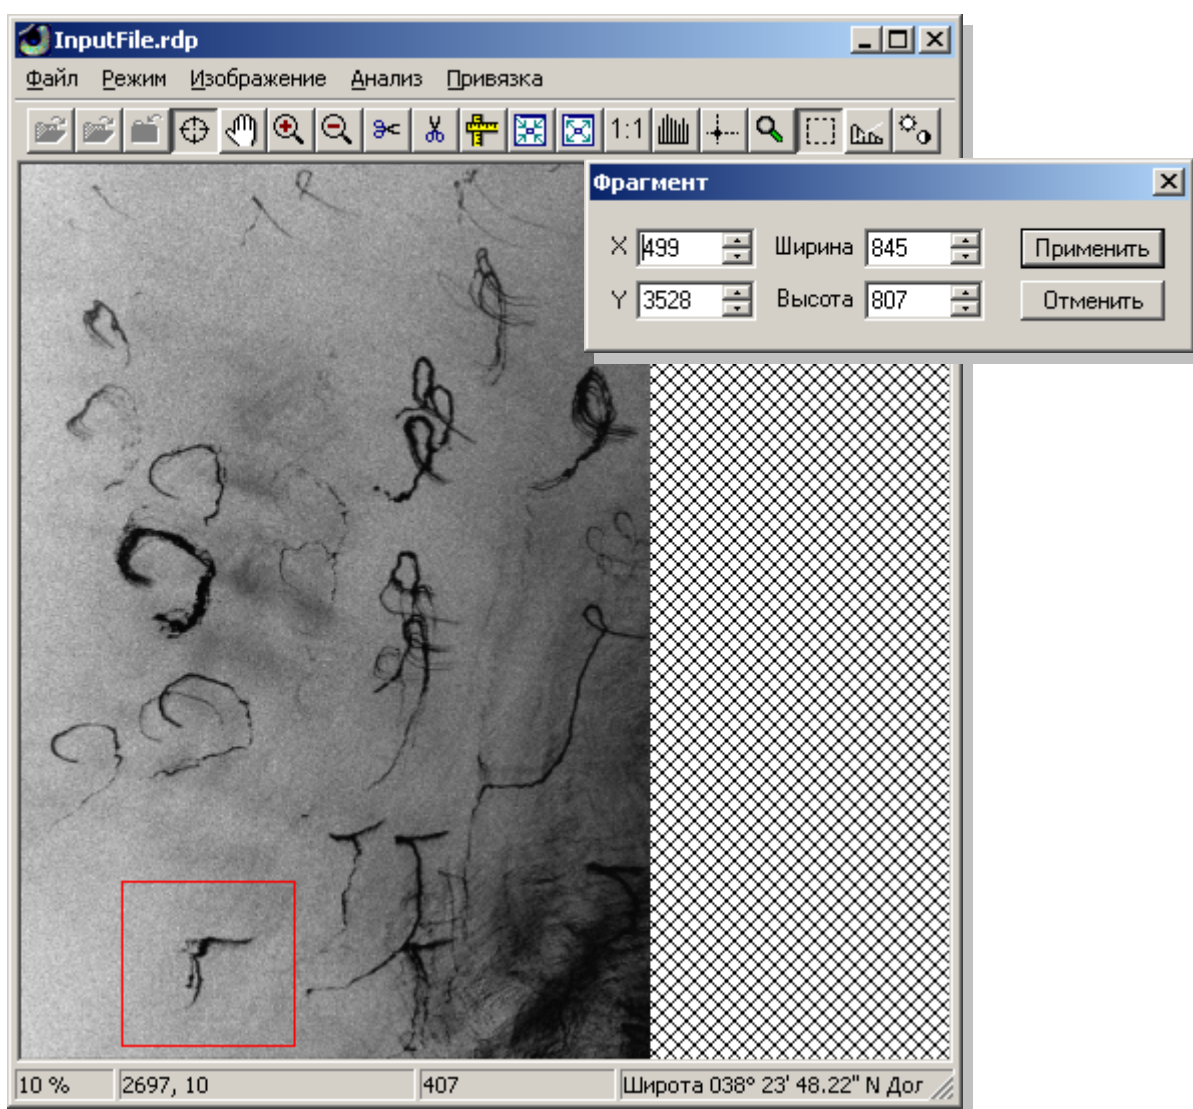 InputFile.rdp
Файл Режим Изображение Анализ Привязка
1:1
Фрагмент
X 499 Ширина 845 Применить
Y 3528 Высота 807 Отменить
10 % 2697, 10 407 Широта 038° 23' 48.22" N Дол